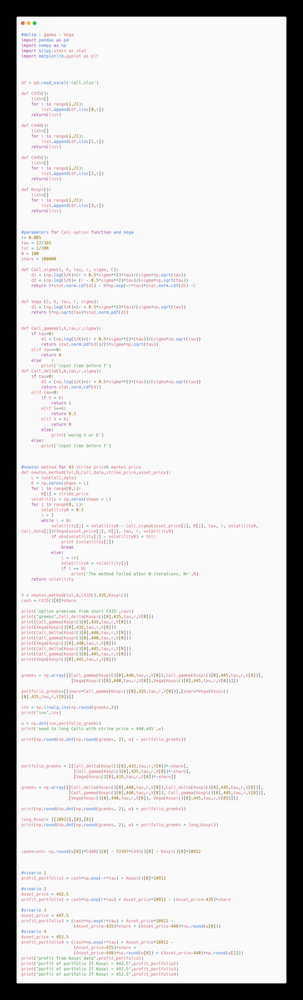 #delta - gamma - Vega
import pandas as pd
import numpy as np
import scipy.stats as stat
import matplotlib.pyplot as plt
df = pd.read_excel('call.xlsx')
def C435():
    list=[]
    for i in range(1,21):
        list.append(df.iloc[0,i])
    return(list)
def C440():
    list=[]
    for i in range(1,21):
        list.append(df.iloc[1,i])
    return(list)
def C445():
    list=[]
    for i in range(1,21):
        list.append(df.iloc[2,i])
    return(list)
def Kospi():
    list=[]
    for i in range(1,21):
        list.append(df.iloc[3,i])
    return(list)
#parameters for Call option function and Vega
r= 0.005
tau = 27/365
tol = 1/100
N = 100
share = 100000
def Call_sigma(S, K, tau, r, sigma, C):
    d1 = (np.log(S/K)+(r + 0.5*sigma**2)*tau)/(sigma*np.sqrt(tau))
    d2 = (np.log(S/K)+ (r - 0.5*sigma**2)*tau)/(sigma*np.sqrt(tau))
    return S*stat.norm.cdf(d1) - K*np.exp(-r*tau)*stat.norm.cdf(d2) -C
def Vega (S, K, tau, r, sigma):
    d1 = (np.log(S/K)+(r + 0.5*sigma**2)*tau)/(sigma*np.sqrt(tau))
    return S*np.sqrt(tau)*stat.norm.pdf(d1)
def Call_gamma(S,K,tau,r,sigma):
    if tau>0:
        d1 = (np.log(S/K)+(r + 0.5*sigma**2)*(tau))/(sigma*np.sqrt(tau))
        return stat.norm.pdf(d1)/(S*sigma*np.sqrt(tau))
    elif tau<=0:
        return 0
    else    :
        print('input time before T')
def Call_delta(S,K,tau,r,sigma):
    if tau>0:
        d1 = (np.log(S/K)+(r + 0.5*sigma**2)*(tau))/(sigma*np.sqrt(tau))
        return stat.norm.cdf(d1)
    elif tau<0:
        if S > K:
            return 1
        elif S==K:
            return 0.5
        elif S < K:
            return 0
        else:
            print('worng S or E')
    else:
        print('input time before T')
#newton method for 43 strike price% market price
def newton_method(tol,N,Call_data,strike_price,asset_price):
    L = len(Call_data)
    K = np.zeros(shape = L)
    for i in range(0,L):
        K[i] = strike_price
    volatility = np.zeros(shape = L)
    for j in range(0, L):
        volatility0 = 0.5
        i = 1
        while i < N:
            volatility[j] = volatility0 - Call_sigma(asset_price[j], K[j], tau, r, volatility0,
Call_data[j])/Vega(asset_price[j], K[j], tau, r, volatility0)
            if abs(volatility[j] - volatility0) < tol:
                print (volatility[j])
                break
            else:
                i = i+1
                volatility0 = volatility[j]
                if i == N:
                    print('The method failed after N iterations, N=',N)
    return volatility
V = newton_method(tol,N,C435(),435,Kospi())
cash = C435()[0]*share
print('option premiums from short C435',cash)
print("greeks",Call_delta(Kospi()[0],435,tau,r,V[0]))
print(Call_gamma(Kospi()[0],435,tau,r,V[0]))
print(Vega(Kospi()[0],435,tau,r,V[0]))
print(Call_delta(Kospi()[0],440,tau,r,V[0]))
print(Call_gamma(Kospi()[0],440,tau,r,V[0]))
print(Vega(Kospi()[0],440,tau,r,V[0]))
print(Call_delta(Kospi()[0],445,tau,r,V[0]))
print(Call_gamma(Kospi()[0],445,tau,r,V[0]))
print(Vega(Kospi()[0],445,tau,r,V[0]))
greeks = np.array([[Call_gamma(Kospi()[0],440,tau,r,V[0]),Call_gamma(Kospi()[0],445,tau,r,V[0])],
                    [Vega(Kospi()[0],440,tau,r,V[0]),Vega(Kospi()[0],445,tau,r,V[0])]])
portfolio_greeks=[[share*Call_gamma(Kospi()[0],435,tau,r,V[0])],[share*Vega(Kospi()
[0],435,tau,r,V[0])]]
inv = np.linalg.inv(np.round(greeks,2))
print("inv",inv)
w = np.dot(inv,portfolio_greeks)
print('need to long Calls with strike price = 440,445',w)
print(np.round(np.dot(np.round(greeks, 2), w) - portfolio_greeks))
portfolio_greeks = [[Call_delta(Kospi()[0],435,tau,r,V[0])*-share],
                     [Call_gamma(Kospi()[0],435,tau,r,V[0])*-share],
                     [Vega(Kospi()[0],435,tau,r,V[0])*-share]]
greeks = np.array([[Call_delta(Kospi()[0],440,tau,r,V[0]),Call_delta(Kospi()[0],445,tau,r,V[0])],
                   [Call_gamma(Kospi()[0],440,tau,r,V[0]), Call_gamma(Kospi()[0],445,tau,r,V[0])],
                   [Vega(Kospi()[0],440,tau,r,V[0]), Vega(Kospi()[0],445,tau,r,V[0])]])
print(np.round(np.dot(np.round(greeks, 2), w) + portfolio_greeks))
long_Kospi= [[10912],[0],[0]]
print(np.round(np.dot(np.round(greeks, 2), w) + portfolio_greeks + long_Kospi))
cash=cash- np.round(w[0])*C440()[0] - 53397*C445()[0] - Kospi()[0]*10912
#sinario 1
profit_portfolio1 = cash*np.exp(-r*tau) + Kospi()[0]*10912
#sinario 2
Asset_price = 442.5
profit_portfolio2 = cash*np.exp(r*tau) + Asset_price*10912 - (Asset_price-435)*share
#sinario 3
Asset_price = 447.5
profit_portfolio3 = (cash*np.exp(r*tau) + Asset_price*10912 -
                     (Asset_price-435)*share + (Asset_price-440)*np.round(w[0]))
#sinario 4
Asset_price = 452.5
profit_portfolio4 = (cash*np.exp(r*tau) + Asset_price*10912 -
                     (Asset_price-435)*share +
                     (Asset_price-440)*np.round(w[0]) + (Asset_price-440)*np.round(w[1]))
print("profit from Kospi data",profit_portfolio1)
print("porfit of portfolio If Kospi = 442.5",profit_portfolio2)
print("porfit of portfolio If Kospi = 447.5",profit_portfolio3)
print("porfit of portfolio If Kospi = 452.5",profit_portfolio4)